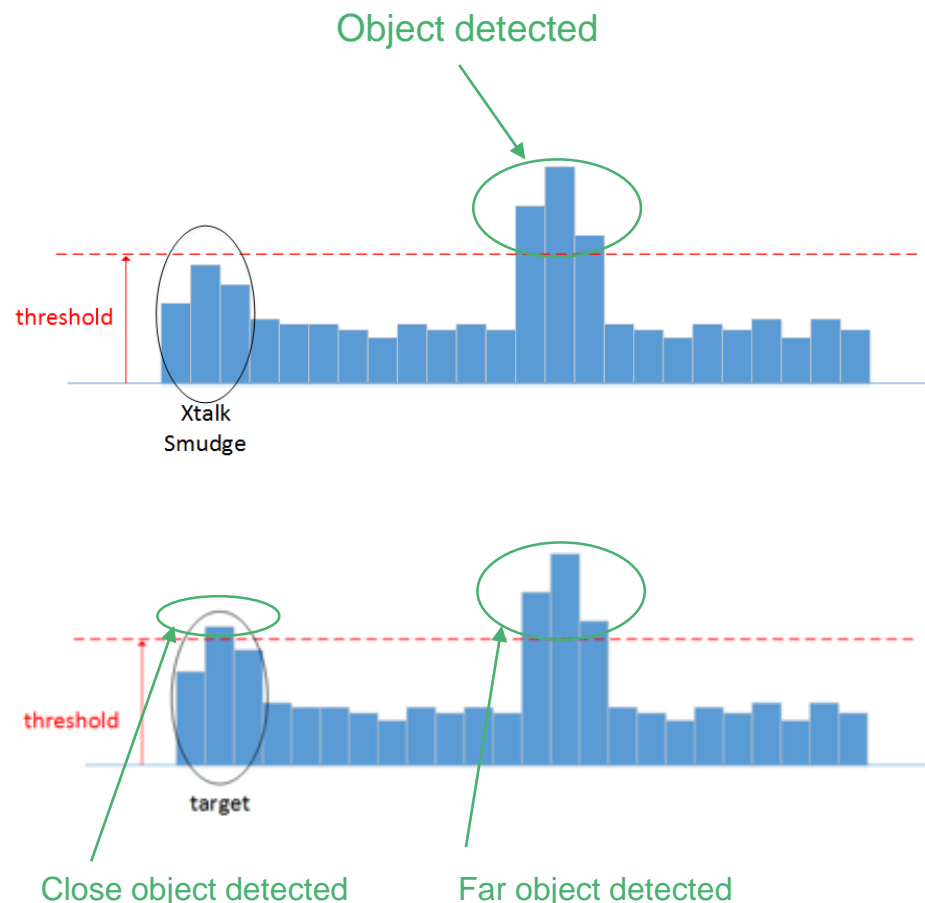 Object detected
threshold
Xtalk
Smudge
threshold
target
Close object detected
Far object detected